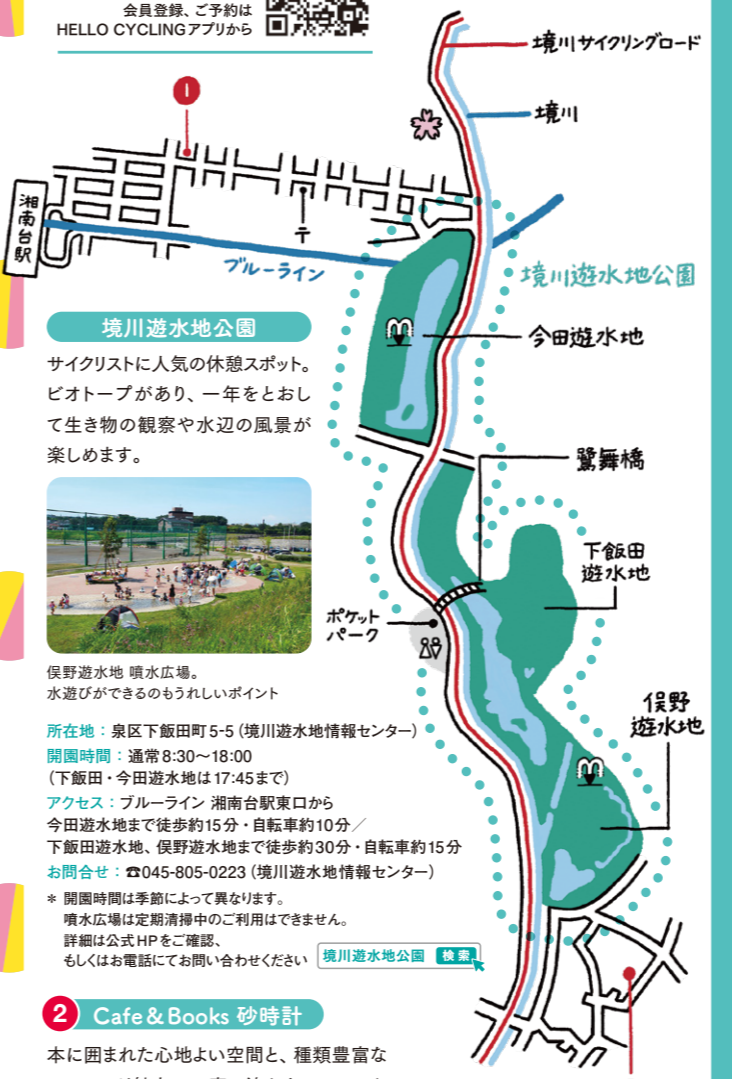 会員登録、ご予約は
HELLO CYCLINGアプリから
境川サイクリングロード
境川
1
湘南台駅
〒
ブルーライン
境川遊水地公園
今田遊水地
鷺舞橋
下飯田
遊水地
ポケット
パーク
俣野
遊水地
境川遊水地公園
サイクリストに人気の休憩スポット。
ビオトープがあり、一年をとおし
て生き物の観察や水辺の風景が
楽しめます。
俣野遊水地 噴水広場。
水遊びができるのもうれしいポイント
所在地：泉区下飯田町5-5（境川遊水地情報センター）
開園時間：通常8:30〜18:00
（下飯田・今田遊水地は17:45まで）
アクセス：ブルーライン 湘南台駅東口から
今田遊水地まで徒歩約15分・自転車約10分／
下飯田遊水地、俣野遊水地まで徒歩約30分・自転車約15分
お問合せ：☎045-805-0223（境川遊水地情報センター）
＊ 開園時間は季節によって異なります。
噴水広場は定期清掃中のご利用はできません。
詳細は公式HPをご確認、
もしくはお電話にてお問い合わせください
境川遊水地公園 検索
2 Cafe＆Books 砂時計
本に囲まれた心地よい空間と、種類豊富な